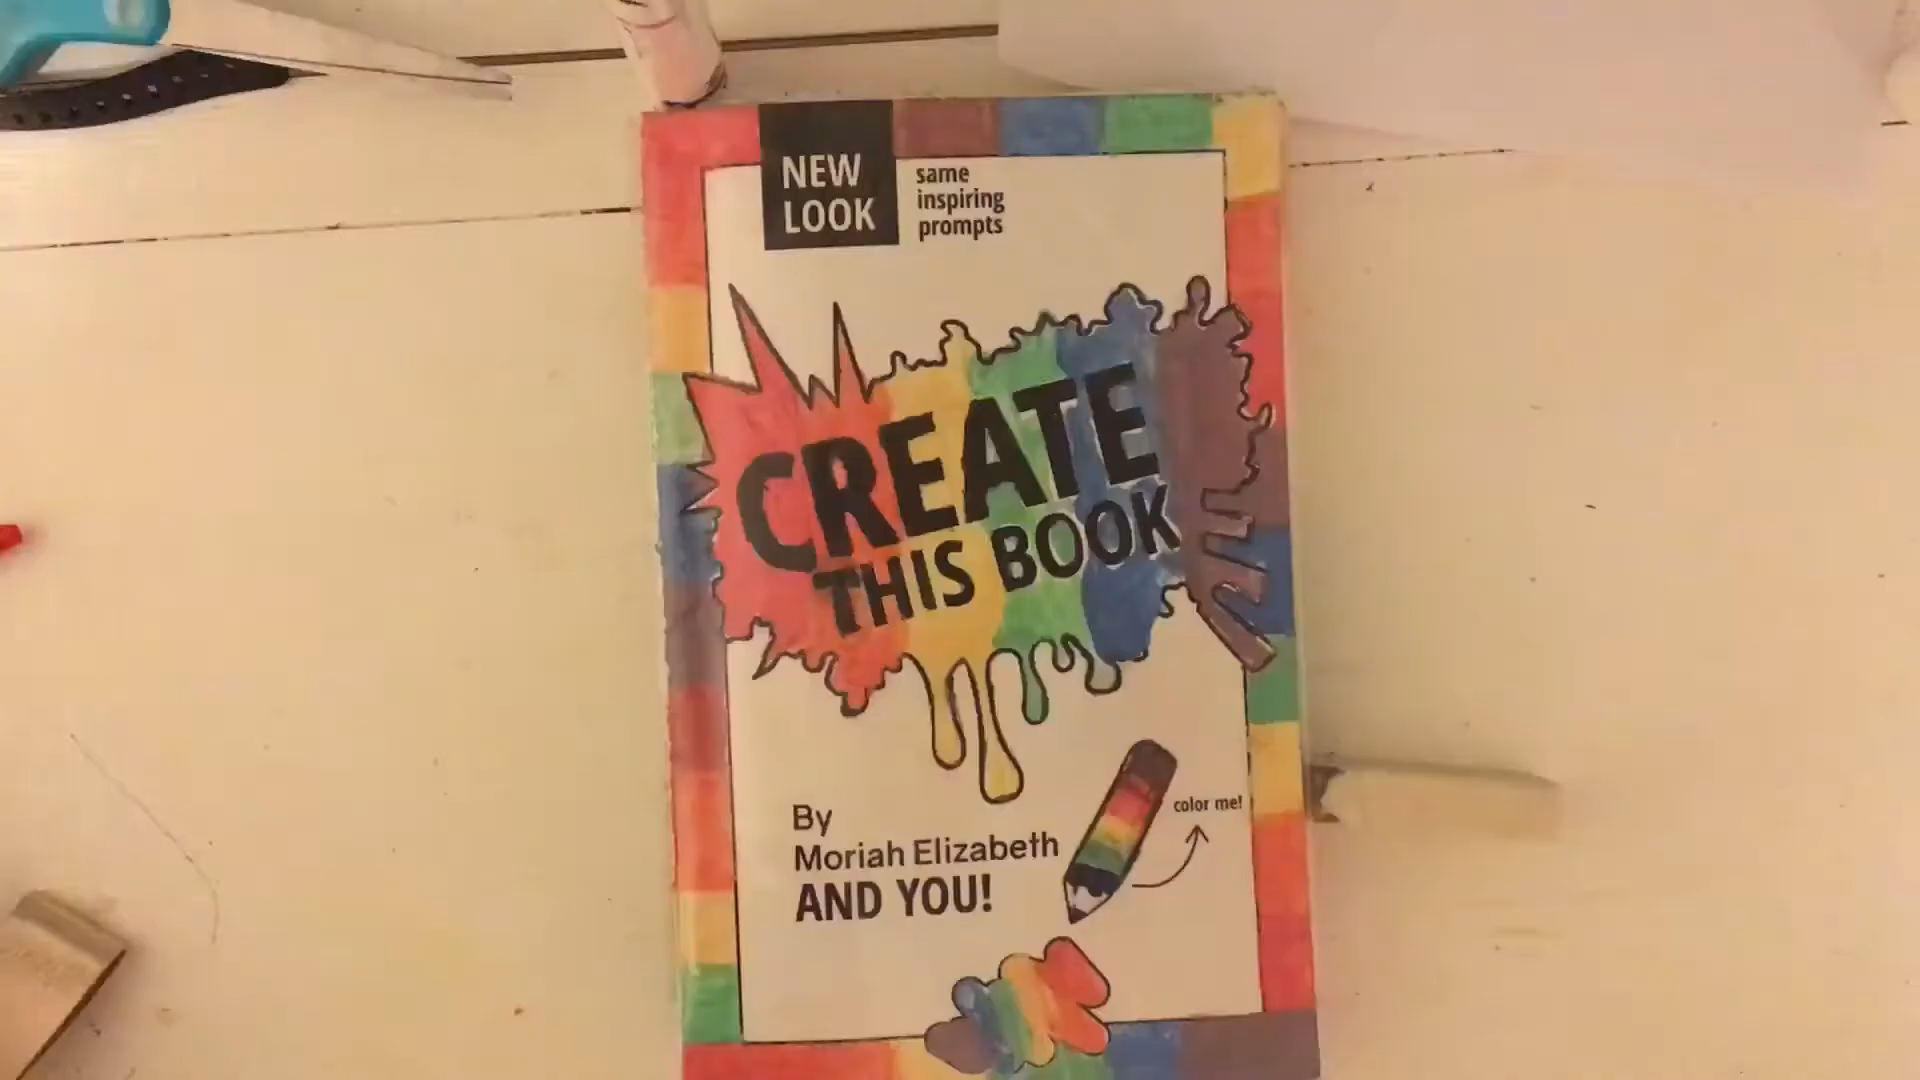 NEW
LOOK
same
inspiring
prompts
CREATE
THIS BOOK
By
Moriah Elizabeth
AND YOU!
color me!